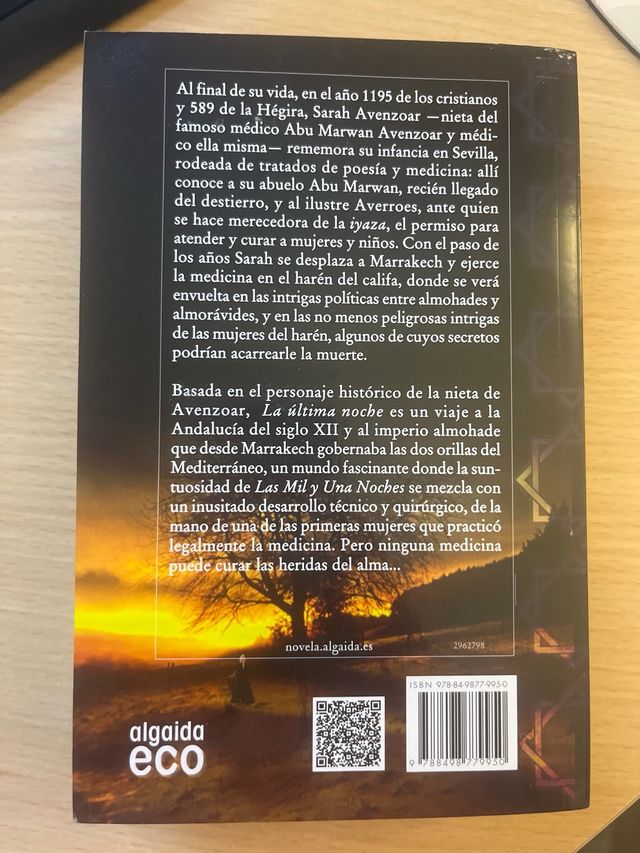 Al final de su vida, en el año 1195 de los cristianos
y 589 de la Hégira, Sarah Avenzoar —nieta del
famoso médico Abu Marwan Avenzoar y médi-
co ella misma— rememora su infancia en Sevilla,
rodeada de tratados de poesía y medicina: allí
conoce a su abuelo Abu Marwan, recién llegado
del destierro, y al ilustre Averroes, ante quien
se hace merecedora de la iyaza, el permiso para
atender y curar a mujeres y niños. Con el paso de
los años Sarah se desplaza a Marrakech y ejerce
la medicina en el harén del califa, donde se verá
envuelta en las intrigas políticas entre almohades y
almorávides, y en las no menos peligrosas intrigas
de las mujeres del harén, algunos de cuyos secretos
podrían acarrearle la muerte.
Basada en el personaje histórico de la nieta de
Avenzoar, La última noche es un viaje a la
Andalucía del siglo XII y al imperio almohade
que desde Marrakech gobernaba las dos orillas del
Mediterráneo, un mundo fascinante donde la sun-
tuosidad de Las Mil y Una Noches se mezcla con
un inusitado desarrollo técnico y quirúrgico, de la
mano de una de las primeras mujeres que practicó
legalmente la medicina. Pero ninguna medicina
puede curar las heridas del alma...
novela.algaida.es
2962798
algaida
eco
ISBN 978-84-9877-995-0
9 788498 779950